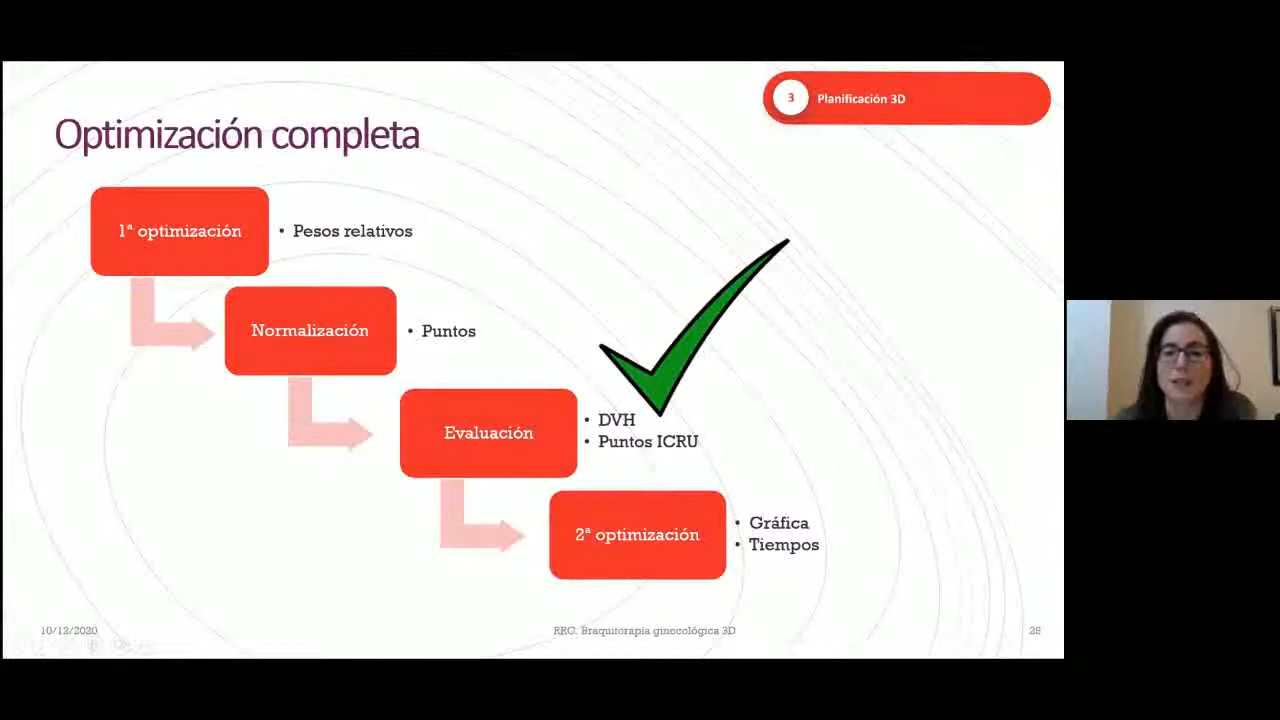 3 Planificación 3D
Optimización completa
1ª optimización
• Pesos relativos
Normalización
• Puntos
Evaluación
• DVH
• Puntos ICRU
2ª optimización
• Gráfica
• Tiempos
10/12/2020
RRG. Braquiterapia ginecológica 3D
28